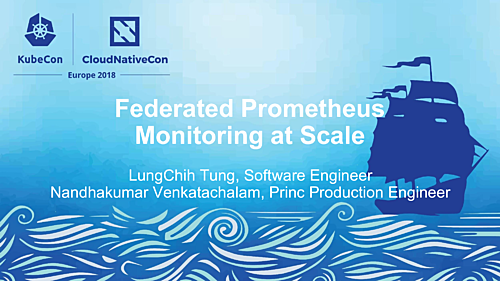 KubeCon
CloudNativeCon
Europe 2018
Federated Prometheus
Monitoring at Scale
LungChih Tung, Software Engineer
Nandhakumar Venkatachalam, Princ Production Engineer